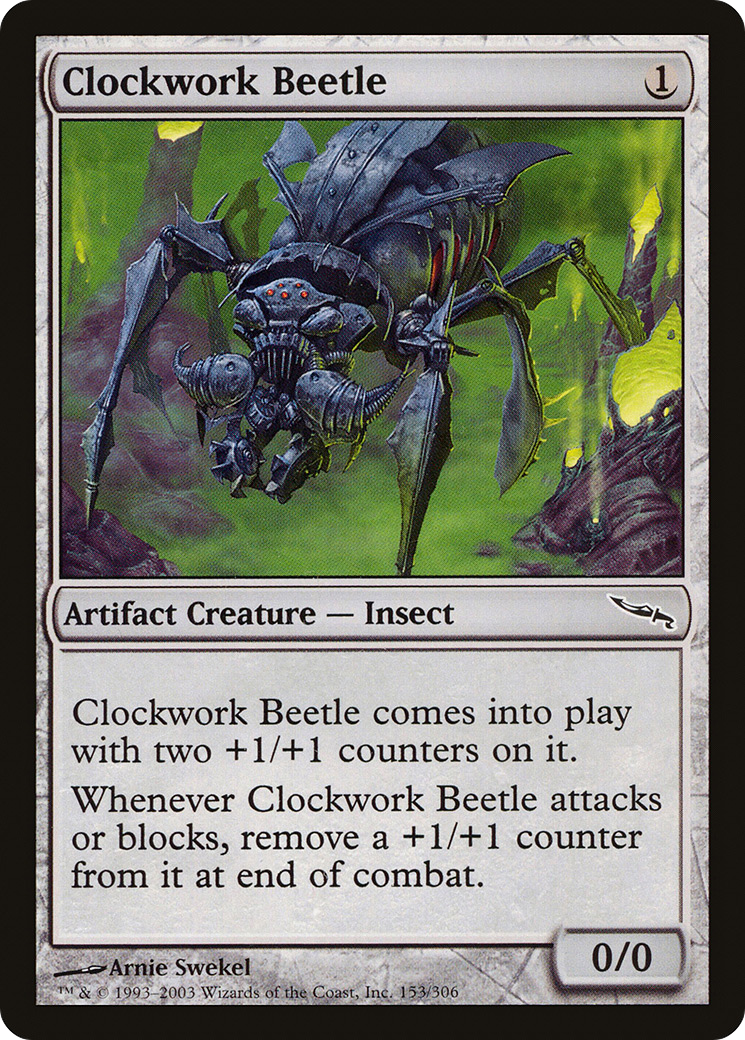 Clockwork Beetle
1
Artifact Creature — Insect
Clockwork Beetle comes into play
with two +1/+1 counters on it.
Whenever Clockwork Beetle attacks
or blocks, remove a +1/+1 counter
from it at end of combat.
0/0
Arnie Swekel
™ & © 1993–2003 Wizards of the Coast, Inc. 153/306